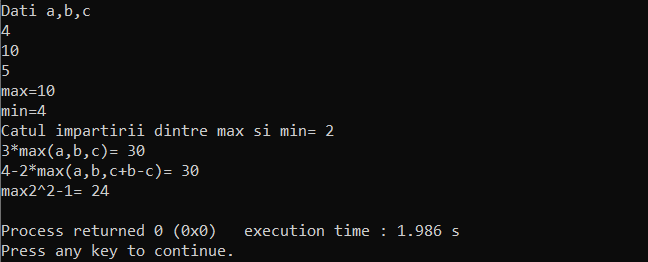 Dati a,b,c
4
10
5
max=10
min=4
Catul impartirii dintre max si min= 2
3*max(a,b,c)= 30
4-2*max(a,b,c+b-c)= 30
max2^2-1= 24
Process returned 0 (0x0)   execution time : 1.986 s
Press any key to continue.